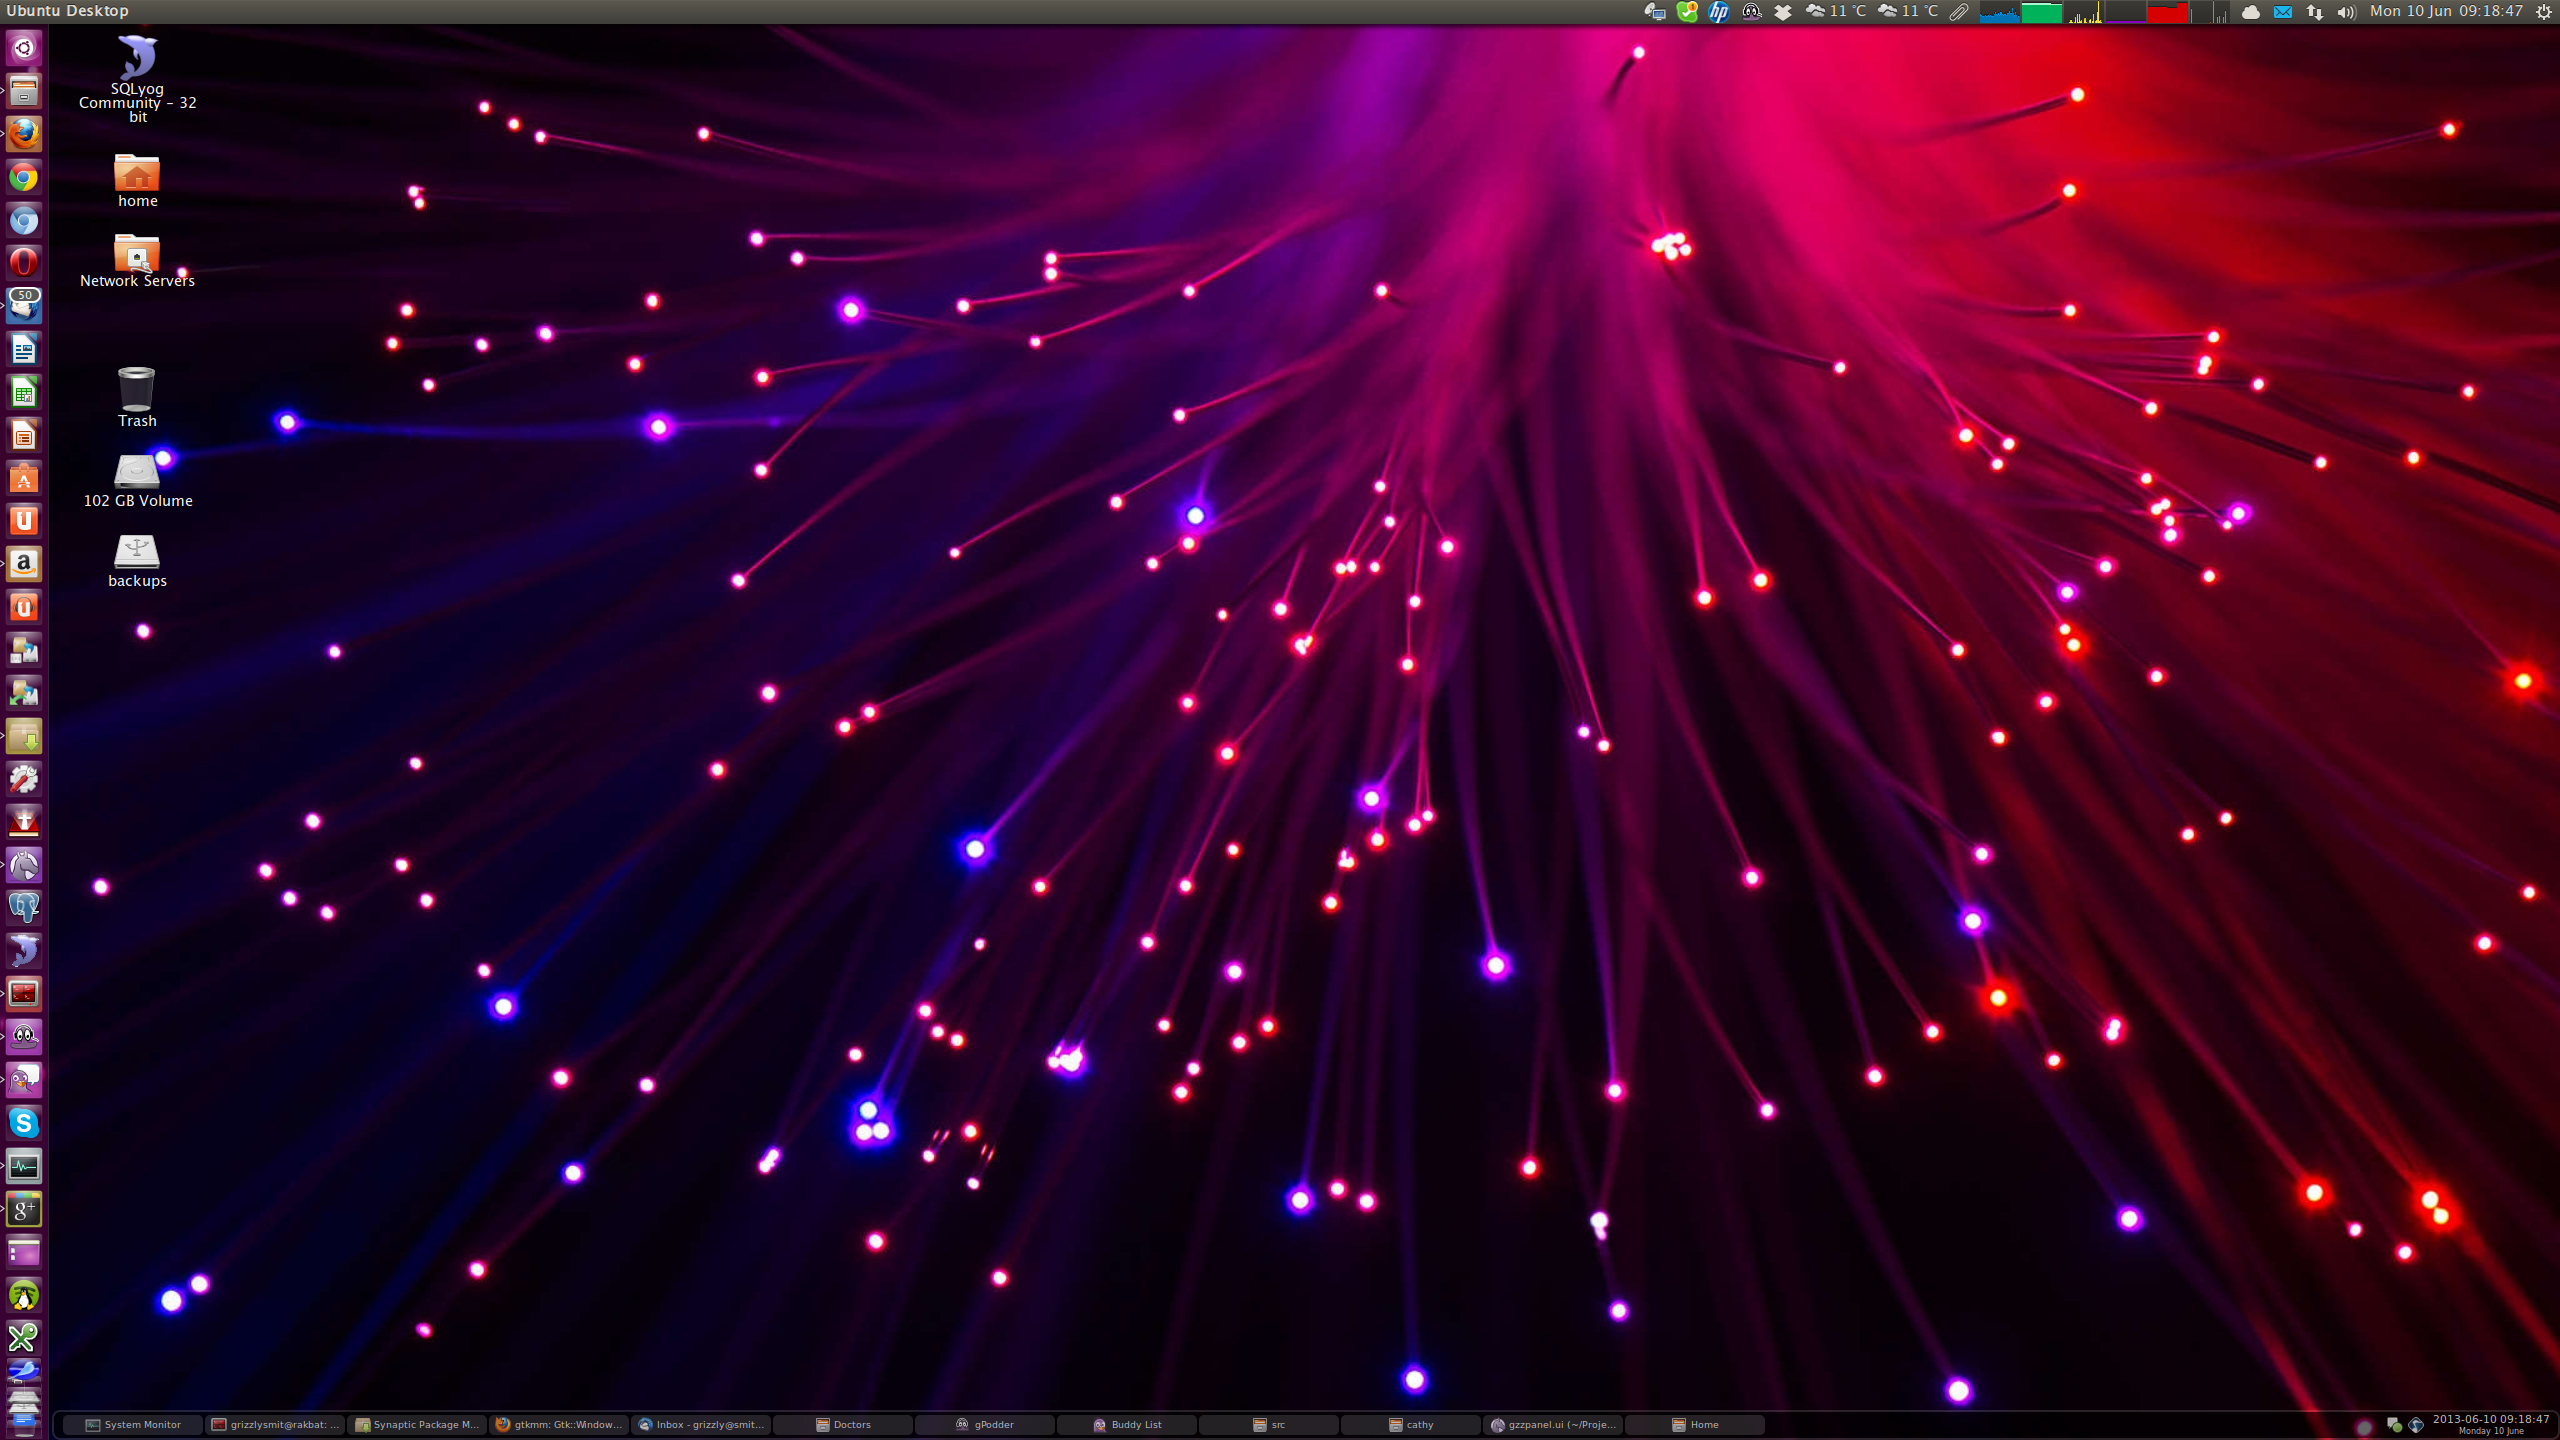 Ubuntu Desktop
11 °C
11 °C
Mon 10 Jun 09:18:47
SQLyog
Community - 32
bit
home
Network Servers
50
Trash
102 GB Volume
backups
System Monitor
grizzlysmit@rakbat: ...
Synaptic Package M...
gtkmm: Gtk::Window...
Inbox - grizzly@smit...
Doctors
gPodder
Buddy List
src
cathy
gzzpanel.ui (~/Proje...
Home
2013-06-10 09:18:47
Monday 10 June